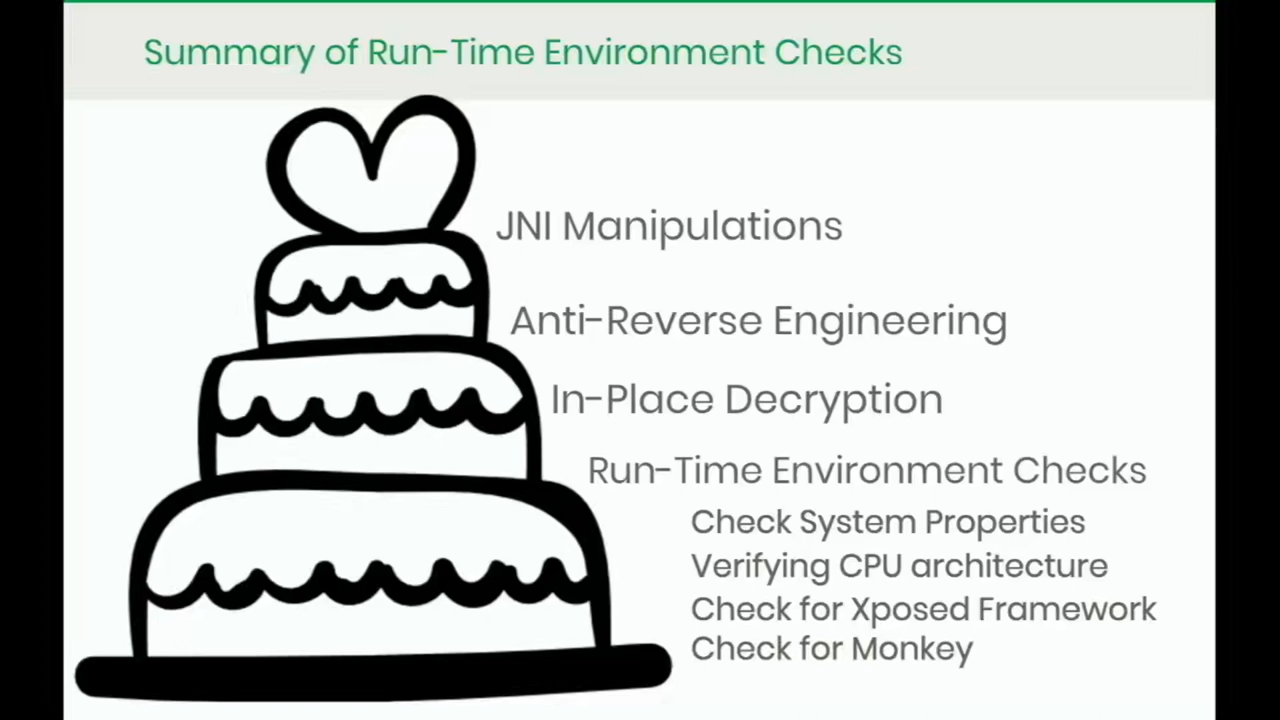 Summary of Run-Time Environment Checks
JNI Manipulations
Anti-Reverse Engineering
In-Place Decryption
Run-Time Environment Checks
Check System Properties
Verifying CPU architecture
Check for Xposed Framework
Check for Monkey